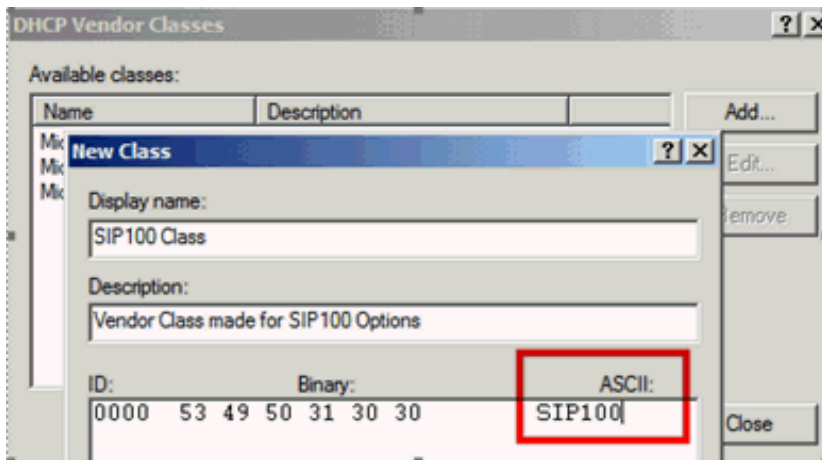 DHCP Vendor Classes
Available classes:
Name Description
Add...
Edit...
Remove
New Class
Display name:
SIP100 Class
Description:
Vendor Class made for SIP100 Options
ID: Binary: ASCII:
0000 53 49 50 31 30 30 SIP100
Close